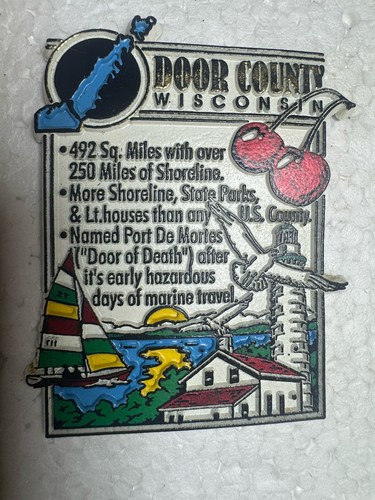 DOOR COUNTY
WISCONSIN
• 492 Sq. Miles with over
250 Miles of Shoreline.
• More Shoreline, State Parks,
& Lt.houses than any U.S. County.
• Named Port De Mortes
("Door of Death") after
it's early hazardous
days of marine travel.